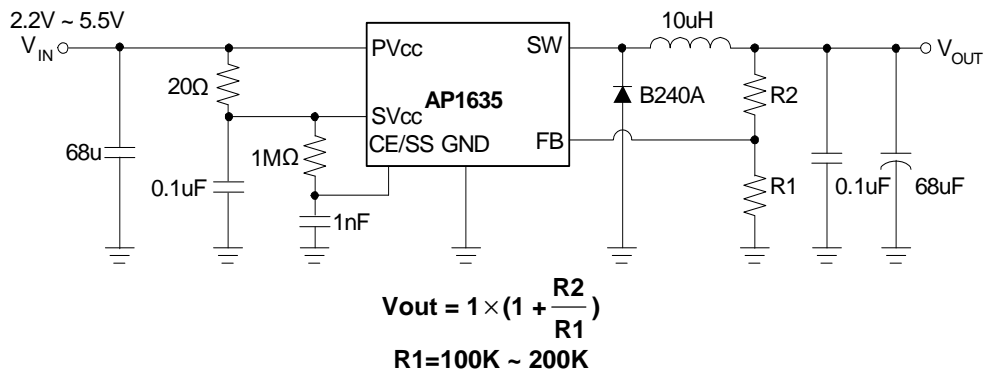 2.2V ~ 5.5V
V_IN
PVcc
SW
10uH
V_OUT
20Ω
AP1635
B240A
R2
SVcc
CE/SS GND
FB
68u
1MΩ
0.1uF
R1
0.1uF
68uF
1nF
Vout = 1×(1 + R2/R1)
R1=100K ~ 200K